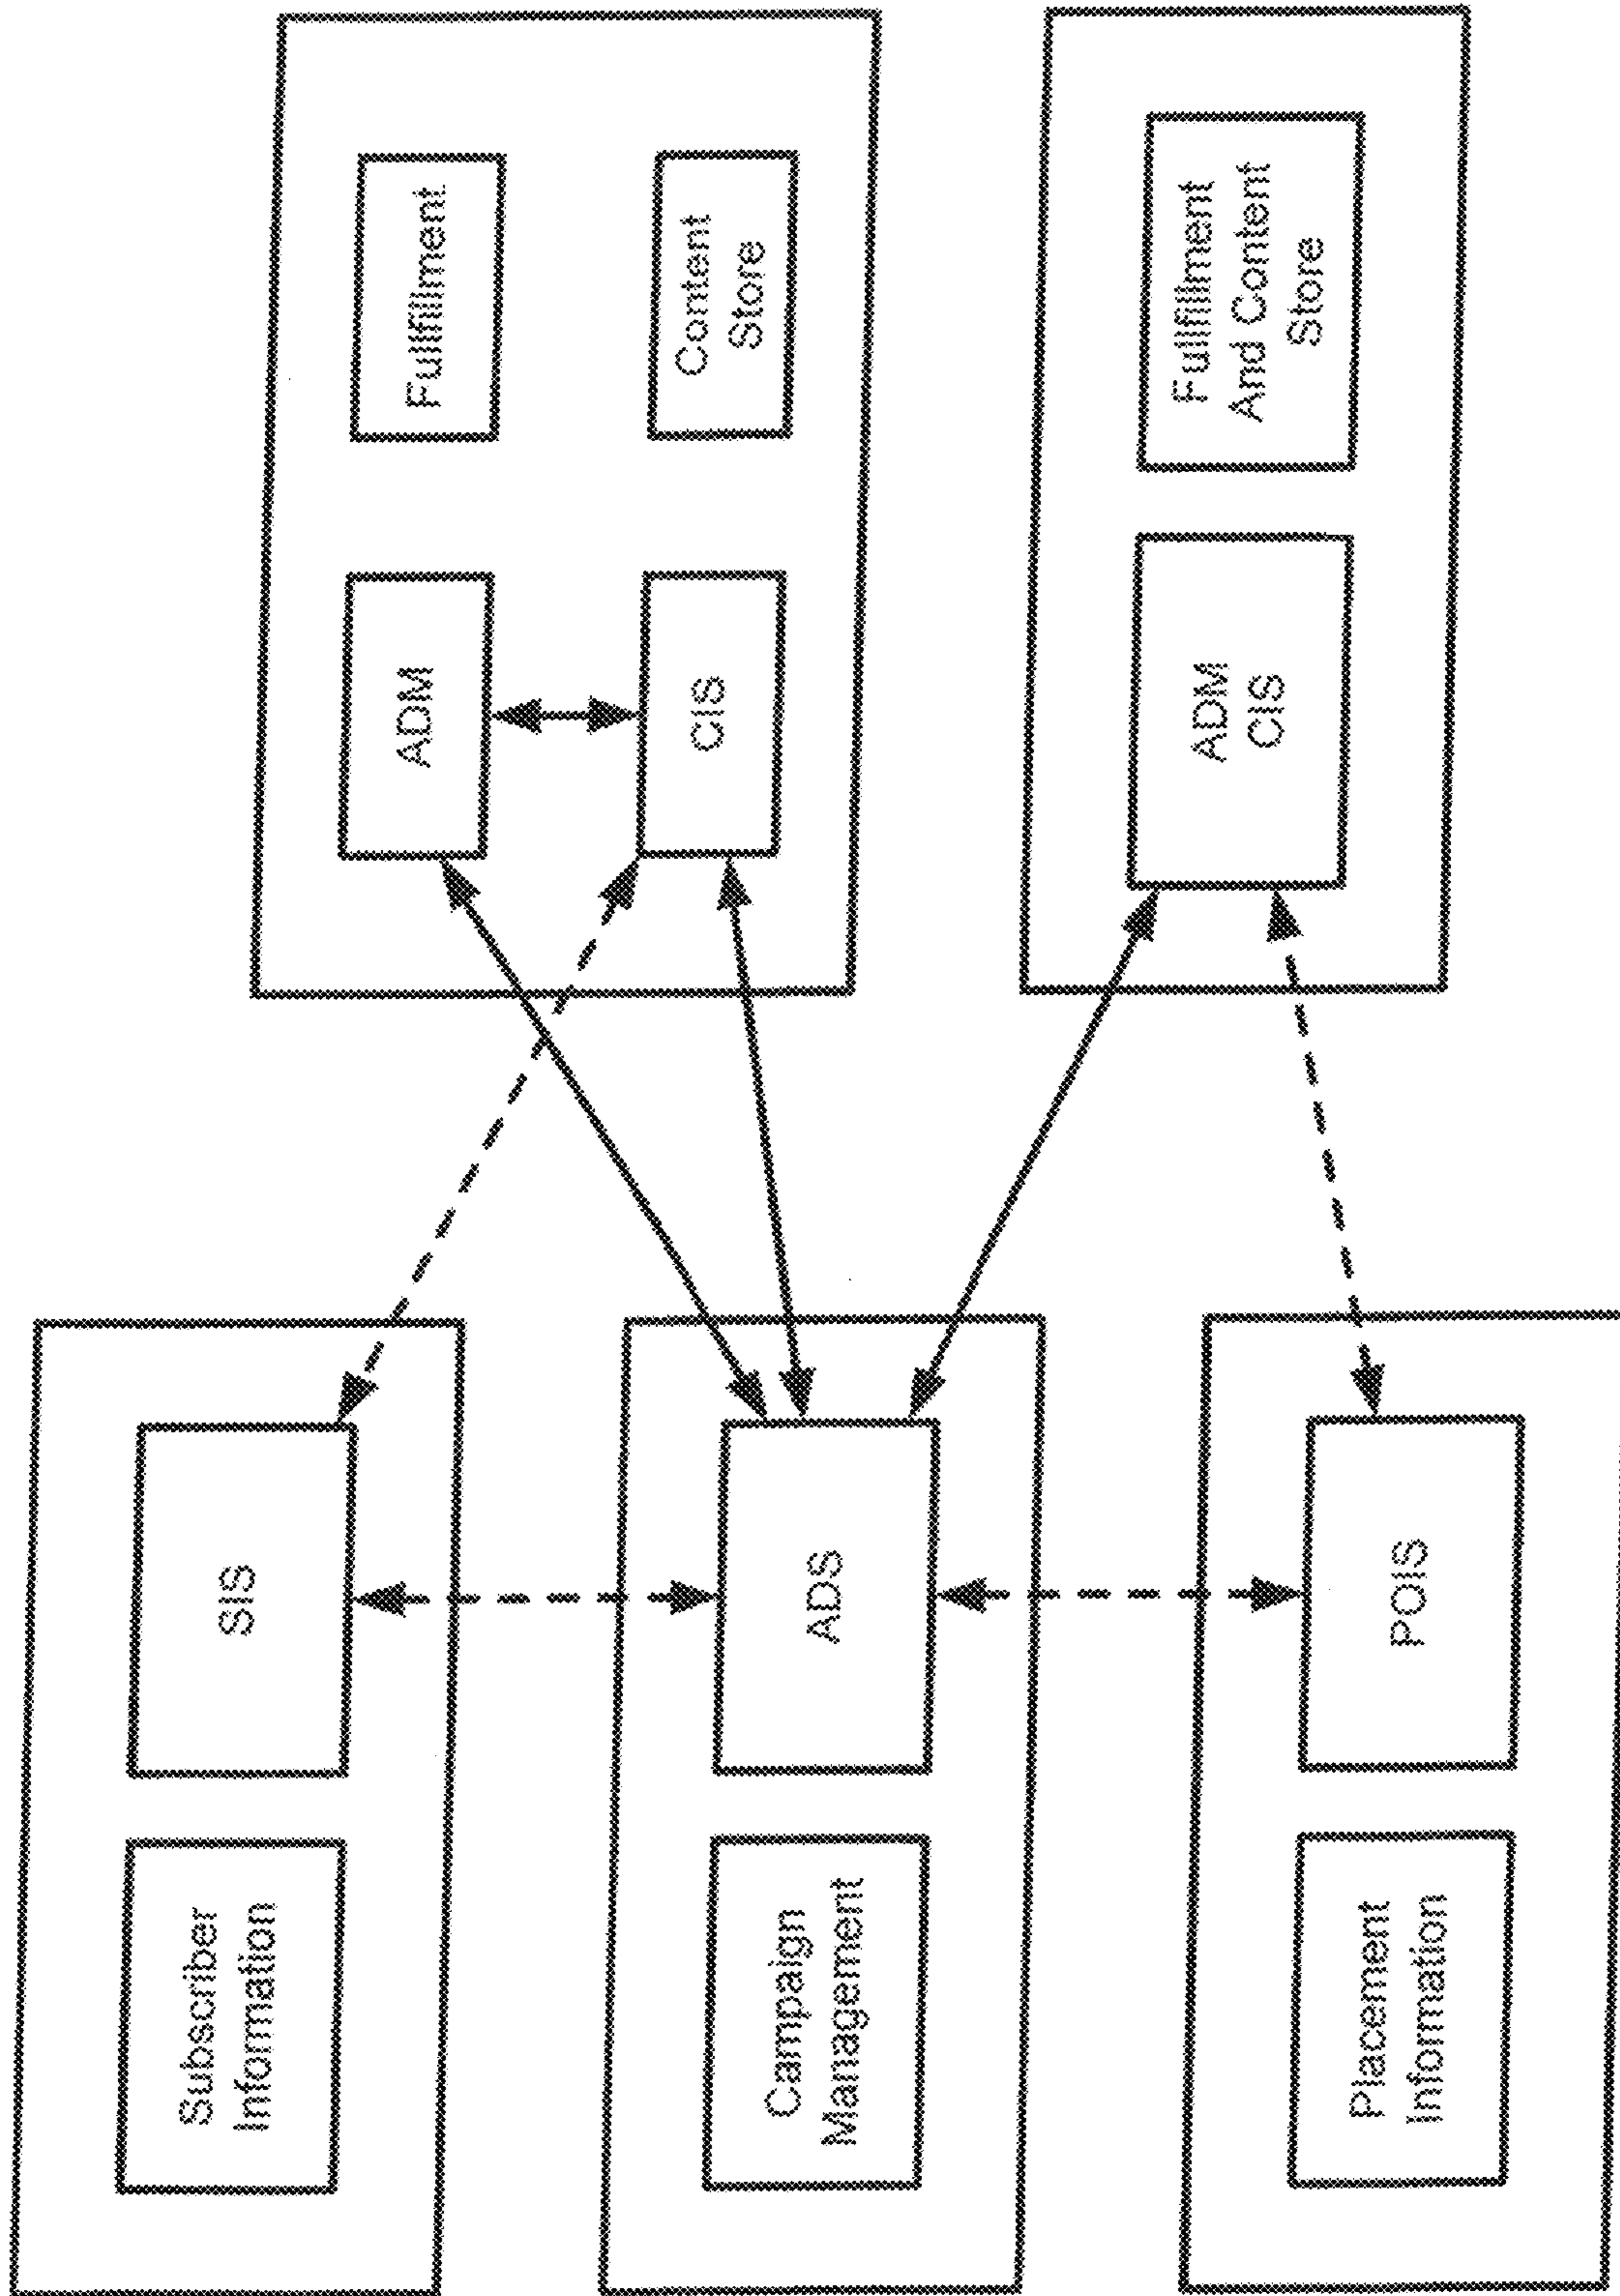 Subscriber
Information
SIS
Campaign
Management
ADS
Placement
Information
POIS
ADM
Fullfillment
CIS
Content
Store
ADM
CIS
Fullfillment
And Content
Store